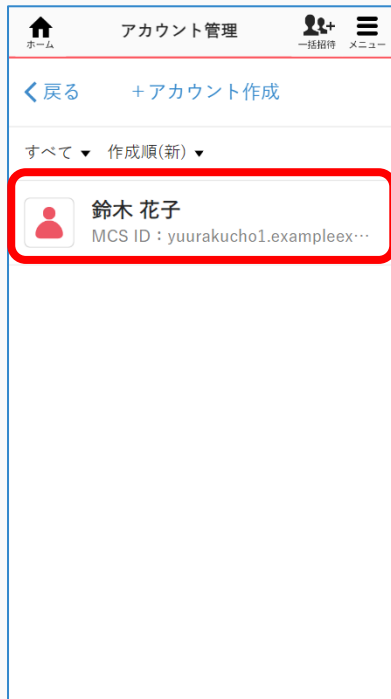 アカウント管理
ホーム
一括招待
メニュー
戻る
+アカウント作成
すべて ▼ 作成順(新) ▼
鈴木 花子
MCS ID：yuurakucho1.exampleex…